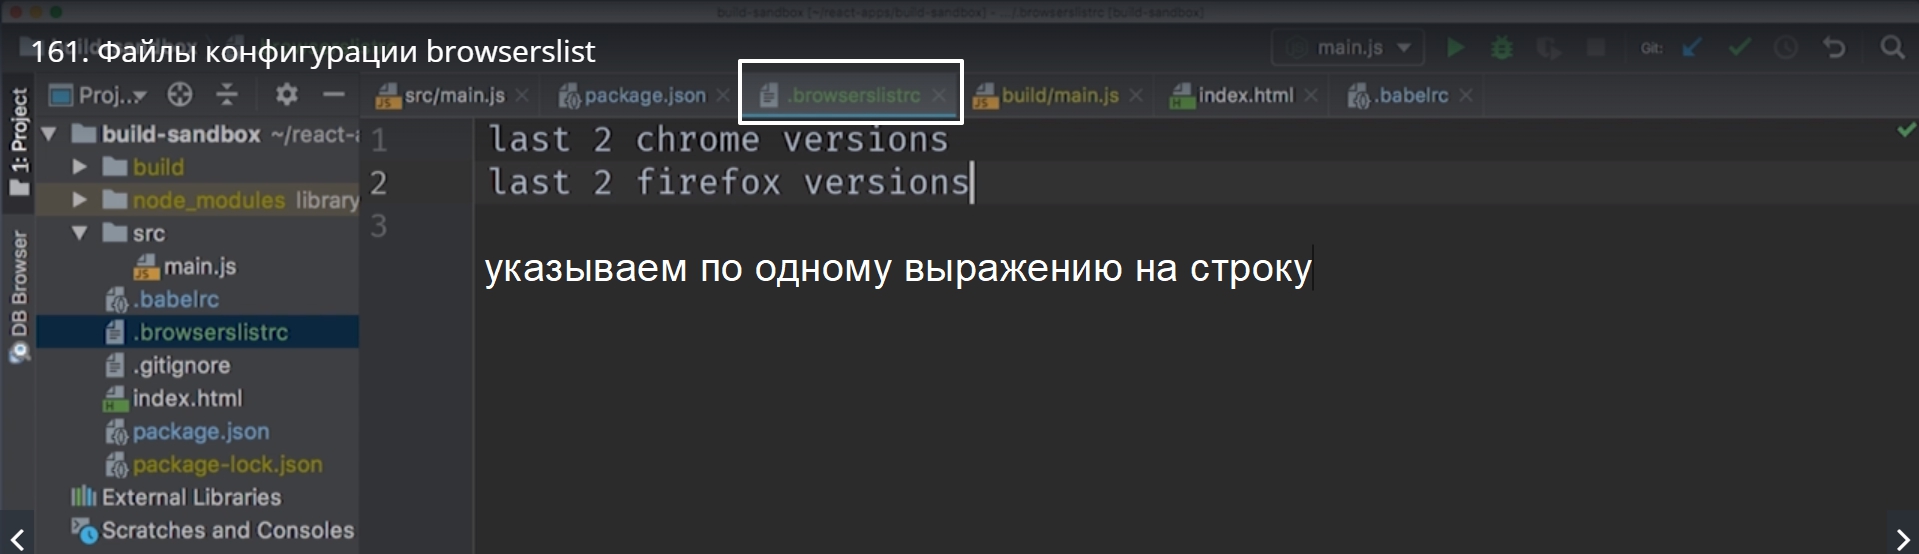 build-sandbox [~/react-apps/build-sandbox] - .../.browserslistrc [build-sandbox]
161. Файлы конфигурации browserslist
main.js
Git:
1: Project
Proj..
src/main.js
package.json
.browserslistrc
build/main.js
index.html
.babelrc
build-sandbox ~/react-a
build
node_modules library
src
main.js
.babelrc
.browserslistrc
.gitignore
index.html
package.json
package-lock.json
External Libraries
Scratches and Consoles
DB Browser
1 last 2 chrome versions
2 last 2 firefox versions
3
указываем по одному выражению на строку